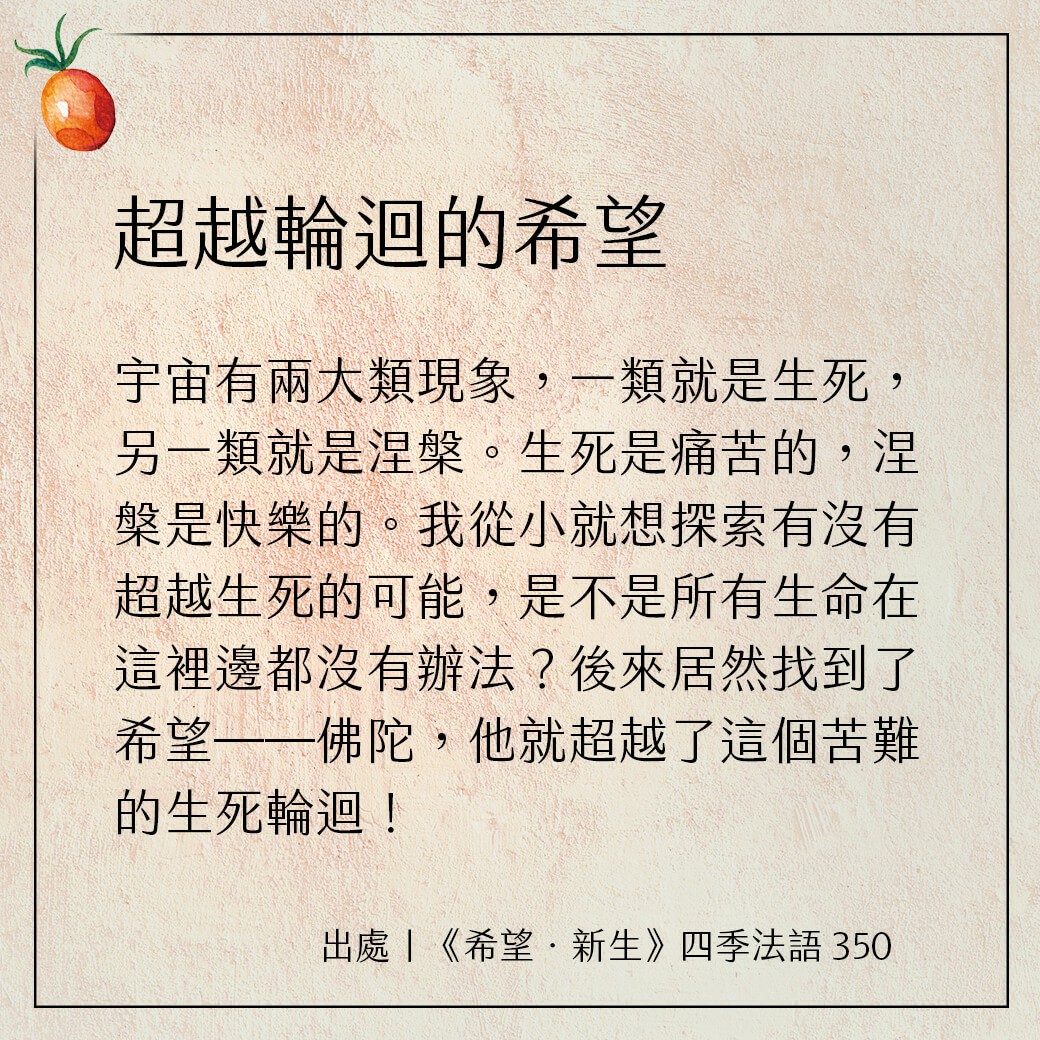 超越輪迴的希望
宇宙有兩大類現象，一類就是生死，
另一類就是涅槃。生死是痛苦的，涅
槃是快樂的。我從小就想探索有沒有
超越生死的可能，是不是所有生命在
這裡邊都沒有辦法？後來居然找到了
希望——佛陀，他就超越了這個苦難
的生死輪迴！
出處｜《希望．新生》四季法語 350